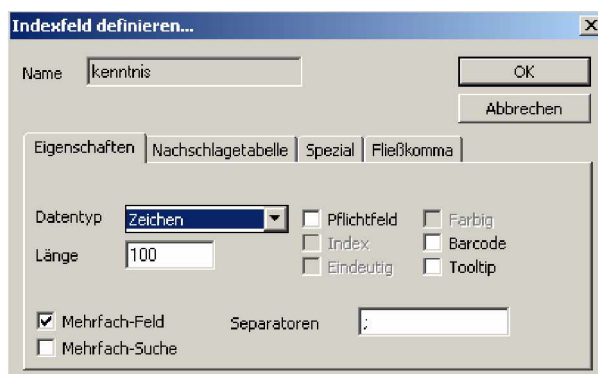 Indexfeld definieren...
Name kenntnis OK
Abbrechen
Eigenschaften Nachschlagetabelle Spezial Fließkomma
Datentyp Zeichen Pflichtfeld Farbig
Länge 100 Index Barcode
Eindeutig Tooltip
Mehrfach-Feld Separatoren ;
Mehrfach-Suche